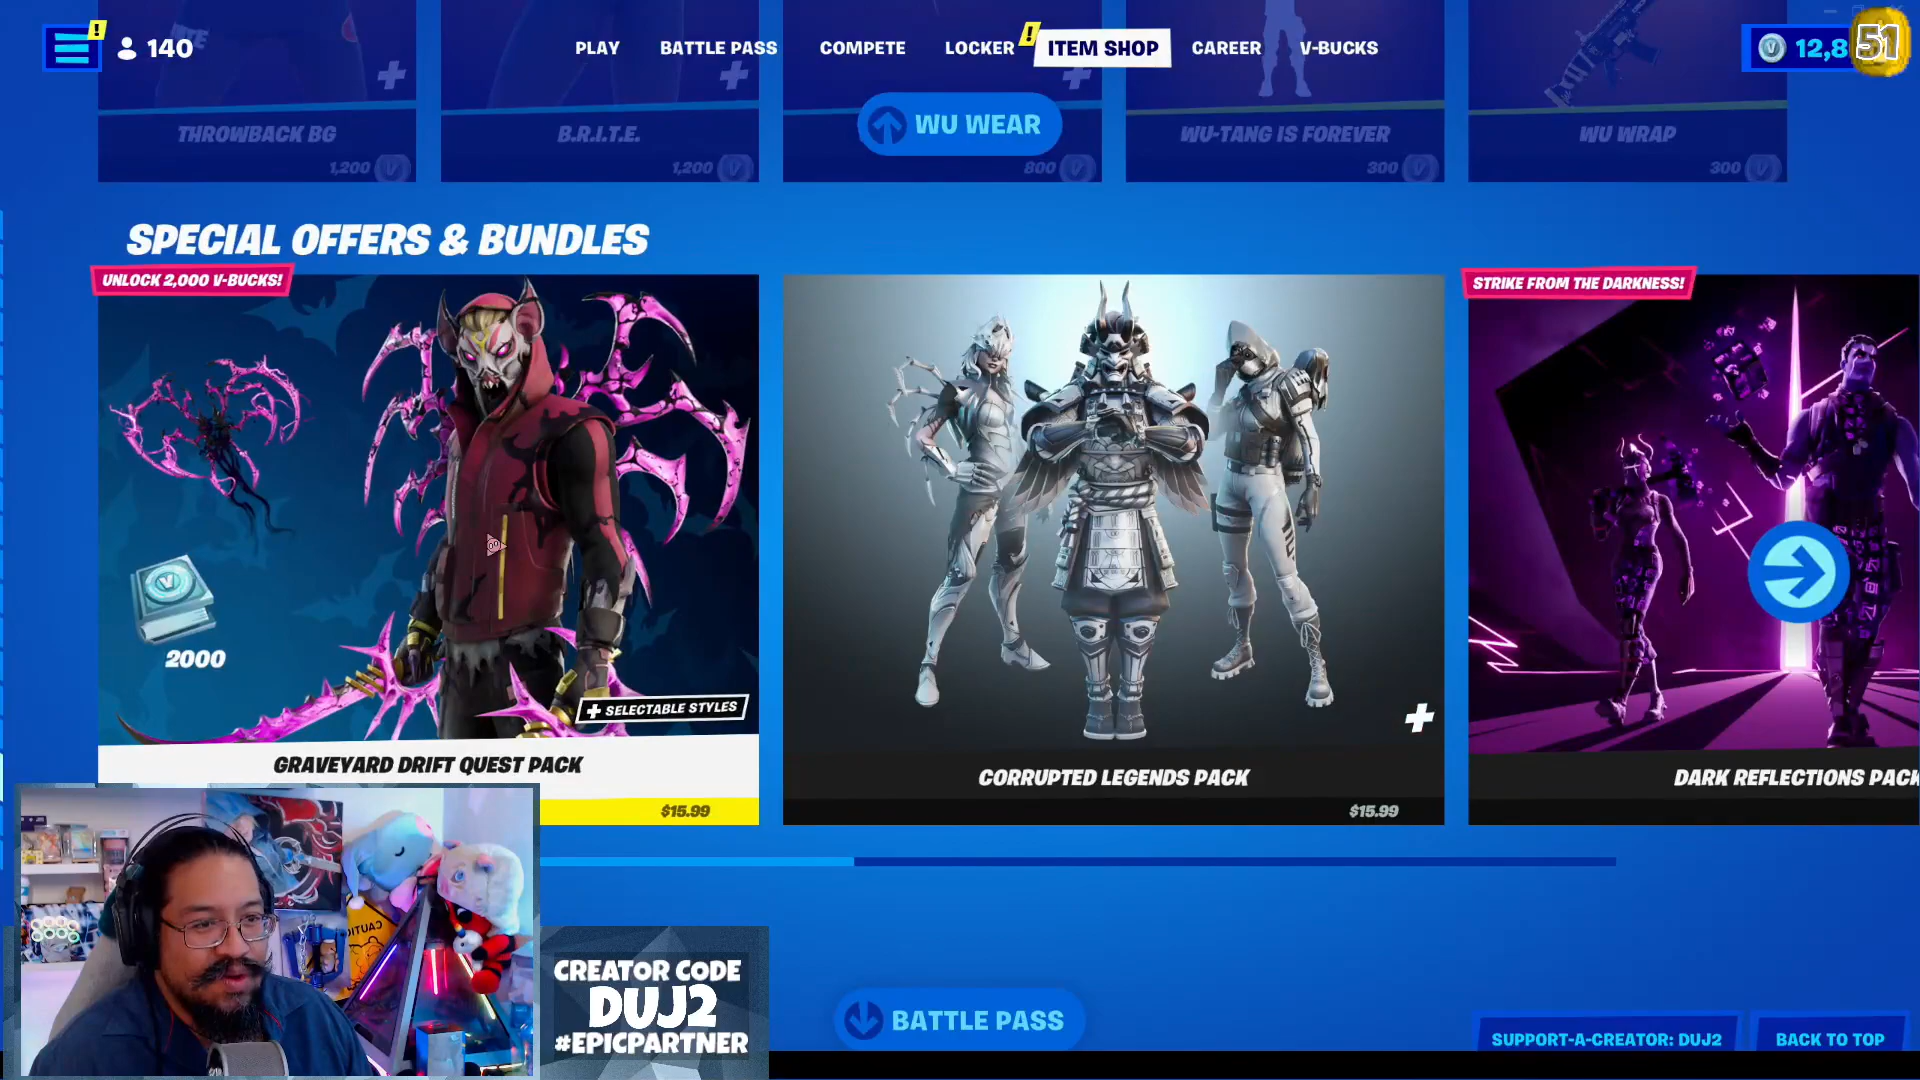 !
140
PLAY
BATTLE PASS
COMPETE
LOCKER
!
ITEM SHOP
CAREER
V-BUCKS
12,8
51
WU WEAR
THROWBACK BG
1,200
B.R.I.T.E.
1,200
800
WU-TANG IS FOREVER
300
WU WRAP
300
SPECIAL OFFERS & BUNDLES
UNLOCK 2,000 V-BUCKS!
2000
+ SELECTABLE STYLES
GRAVEYARD DRIFT QUEST PACK
$15.99
CORRUPTED LEGENDS PACK
$15.99
STRIKE FROM THE DARKNESS!
DARK REFLECTIONS PACK
CAUTI
CREATOR CODE
DUJ2
#EPICPARTNER
BATTLE PASS
SUPPORT-A-CREATOR: DUJ2
BACK TO TOP